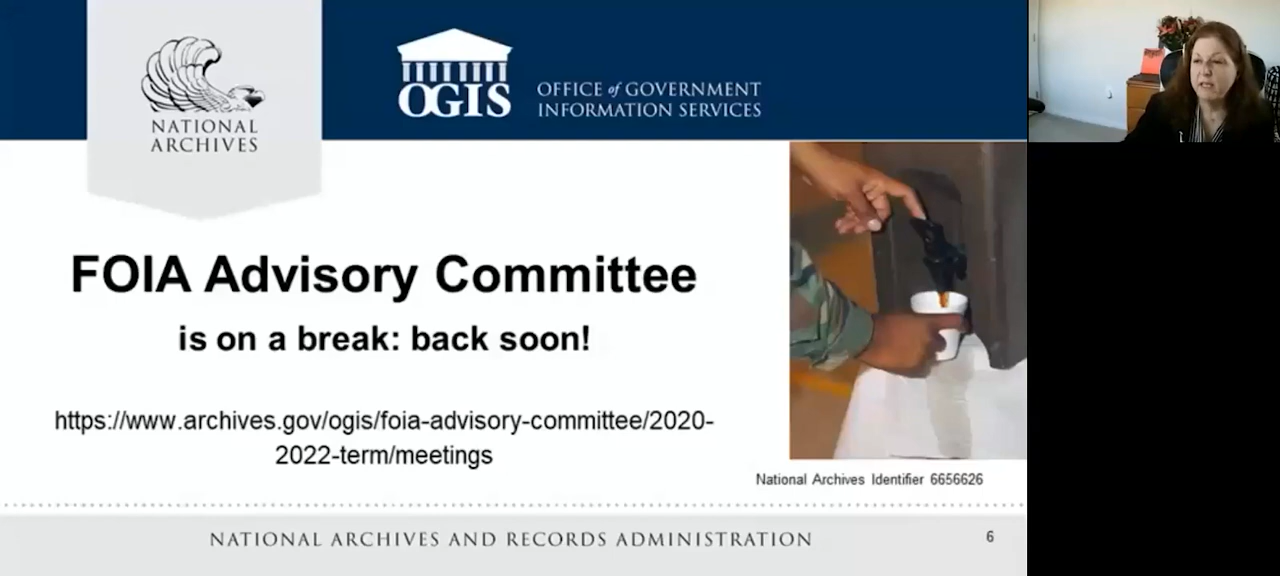 NATIONAL
ARCHIVES
OGIS
OFFICE of GOVERNMENT
INFORMATION SERVICES
FOIA Advisory Committee
is on a break: back soon!
https://www.archives.gov/ogis/foia-advisory-committee/2020-
2022-term/meetings
National Archives Identifier 6656626
NATIONAL ARCHIVES AND RECORDS ADMINISTRATION
6